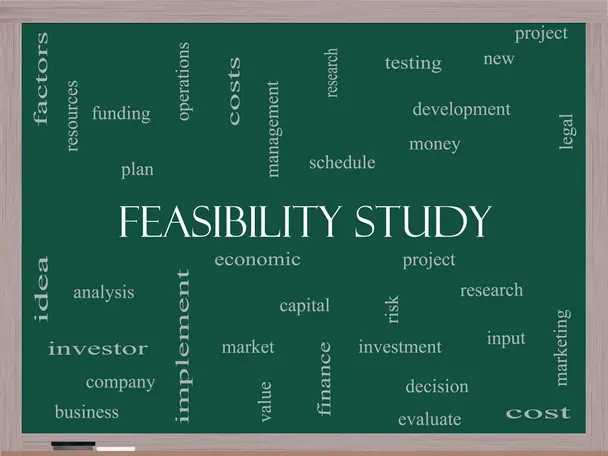 project
factors
operations
research
testing
new
costs
resources
management
funding
development
legal
money
schedule
plan
FEASIBILITY STUDY
economic
project
idea
implement
analysis
research
capital
risk
marketing
investor
market
finance
investment
input
company
value
decision
business
evaluate
cost